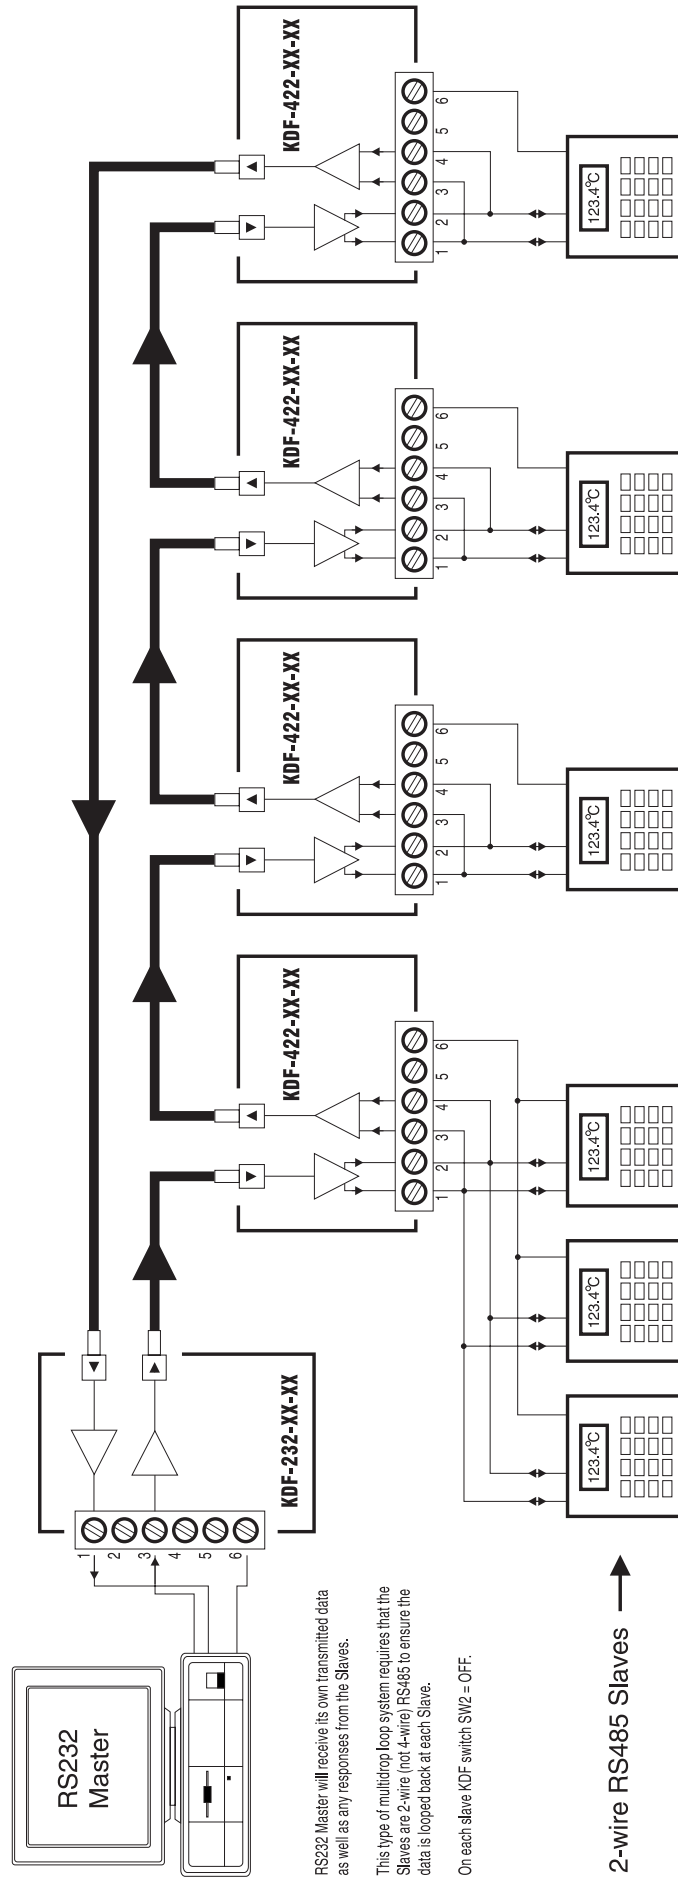 RS232
Master
1
2
3
4
5
6
KDF-232-XX-XX
RS232 Master will receive its own transmitted data
as well as any responses from the Slaves.
This type of multidrop loop system requires that the
Slaves are 2-wire (not 4-wire) RS485 to ensure the
data is looped back at each Slave.
On each slave KDF switch SW2 = OFF.
KDF-422-XX-XX
1 2 3 4 5 6
KDF-422-XX-XX
1 2 3 4 5 6
KDF-422-XX-XX
1 2 3 4 5 6
KDF-422-XX-XX
1 2 3 4 5 6
2-wire RS485 Slaves
123.4°C
123.4°C
123.4°C
123.4°C
123.4°C
123.4°C